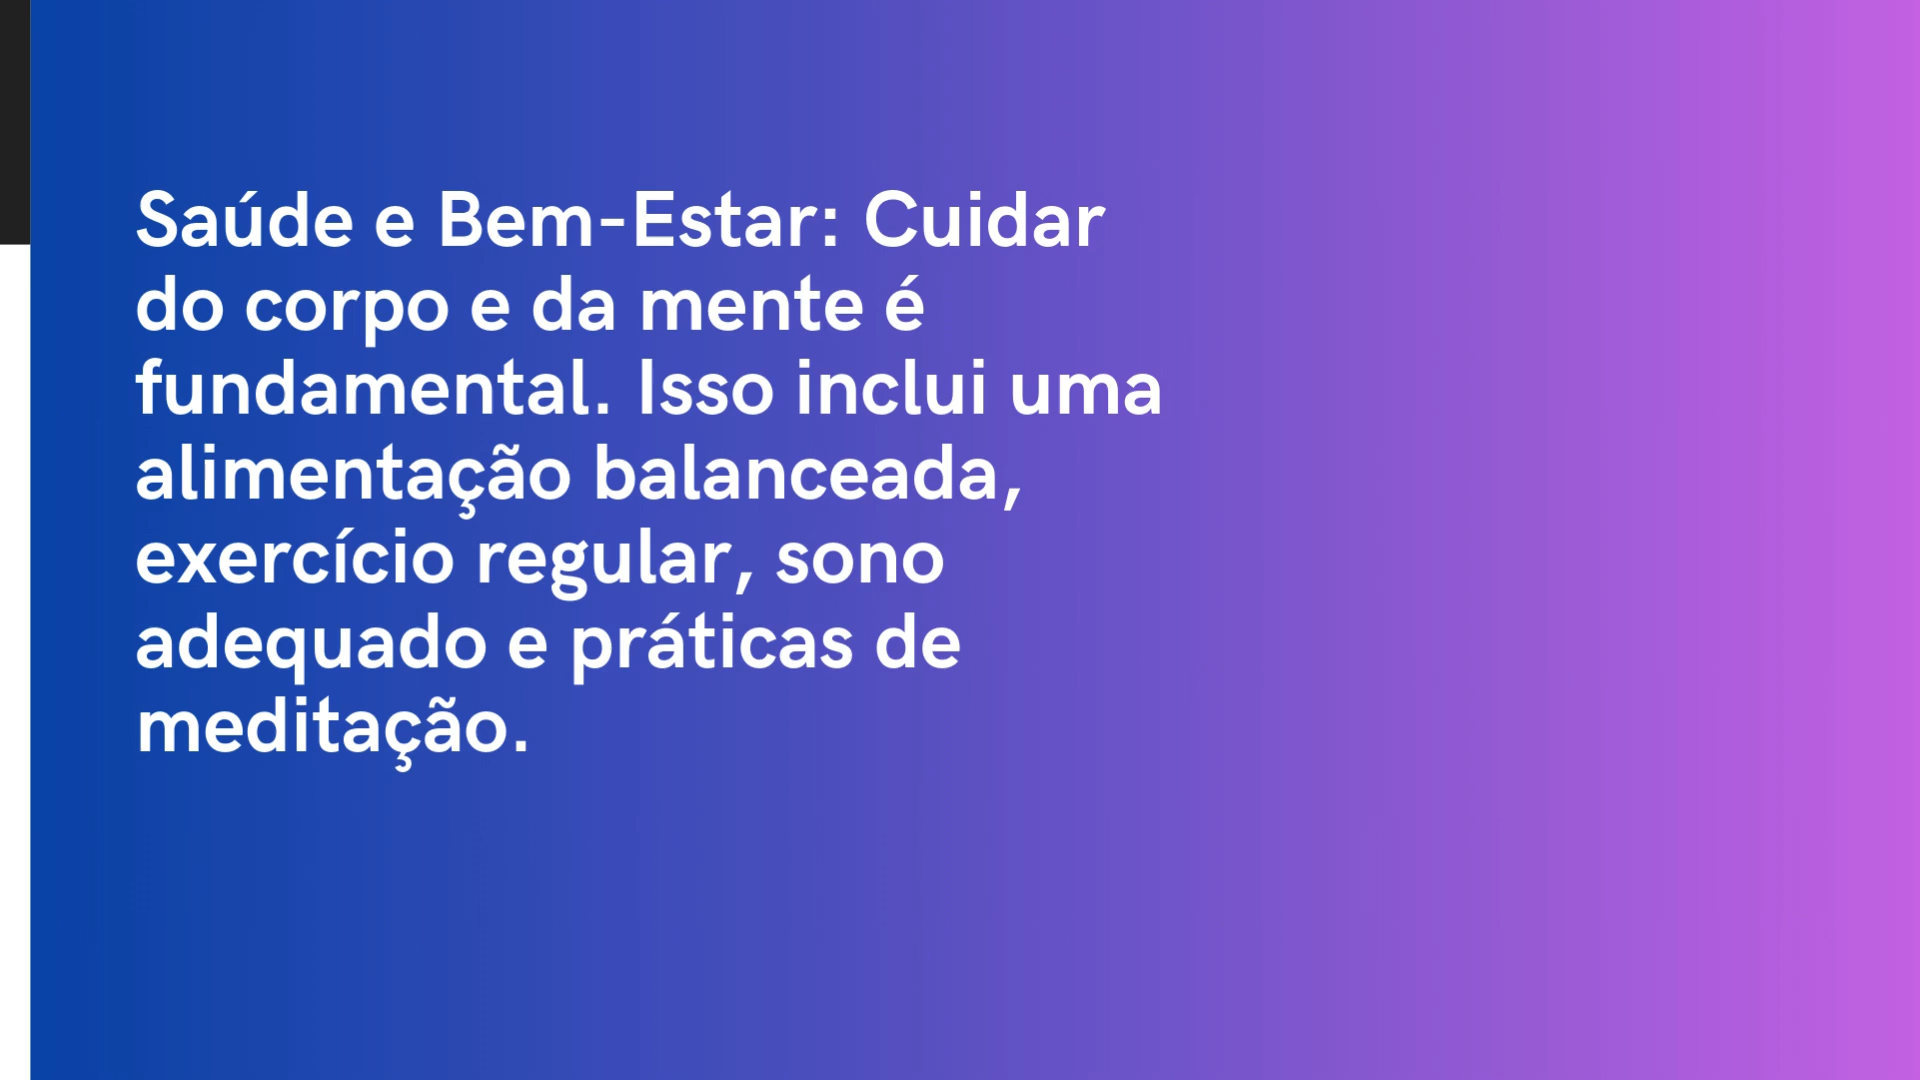 Saúde e Bem-Estar: Cuidar
do corpo e da mente é
fundamental. Isso inclui uma
alimentação balanceada,
exercício regular, sono
adequado e práticas de
meditação.